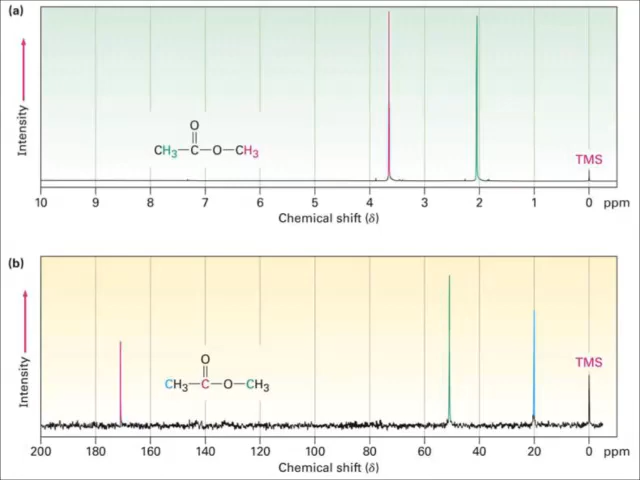 (a)
Intensity
O
CH₃—C—O—CH₃
TMS
10 9 8 7 6 5 4 3 2 1 0 ppm
Chemical shift (δ)
(b)
Intensity
O
CH₃—C—O—CH₃
TMS
200 180 160 140 120 100 80 60 40 20 0 ppm
Chemical shift (δ)